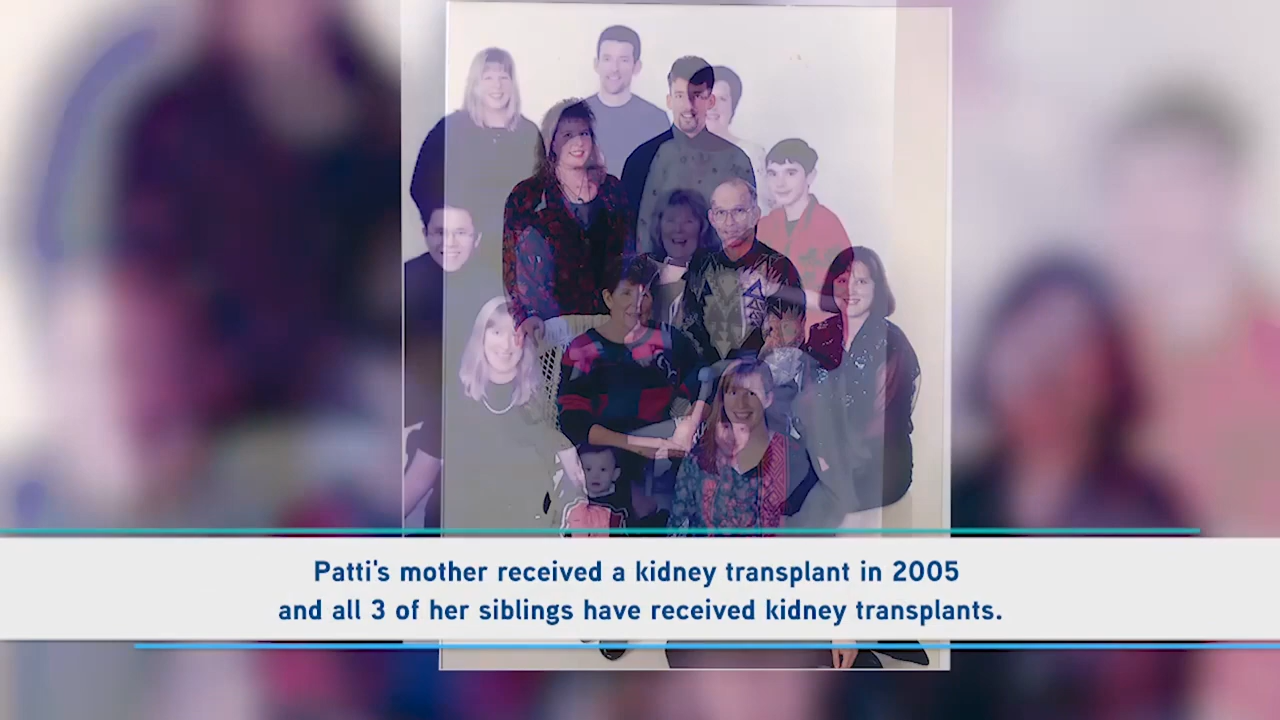 Patti's mother received a kidney transplant in 2005
and all 3 of her siblings have received kidney transplants.